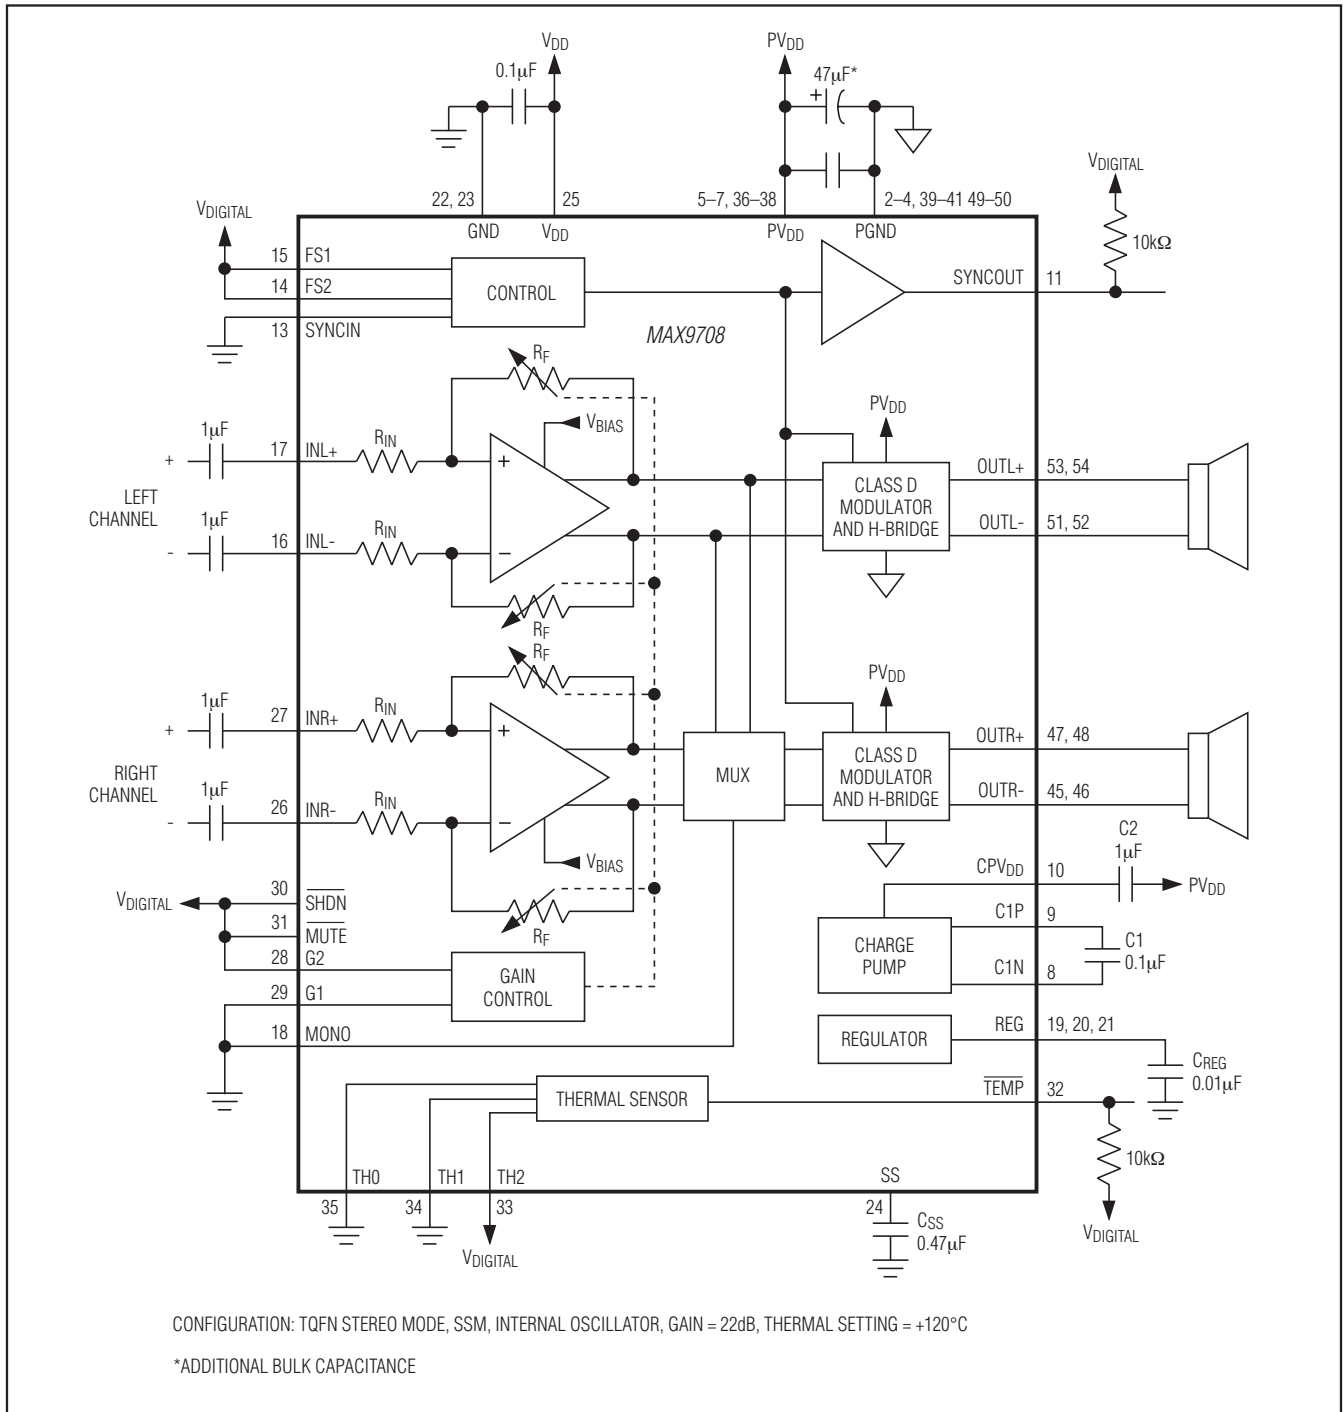 VDD
PVDD
0.1μF
47μF*
+
VDIGITAL
22, 23
25
5–7, 36–38
2–4, 39–41 49–50
VDIGITAL
GND
VDD
PVDD
PGND
10kΩ
15
FS1
14
FS2
13
SYNCIN
CONTROL
SYNCOUT
11
MAX9708
RF
VBIAS
PVDD
1μF
+
17
INL+
RIN
+
LEFT
CHANNEL
CLASS D
MODULATOR
AND H-BRIDGE
OUTL+
53, 54
OUTL-
51, 52
1μF
-
16
INL-
RIN
–
RF
RF
PVDD
1μF
+
27
INR+
RIN
+
RIGHT
CHANNEL
MUX
CLASS D
MODULATOR
AND H-BRIDGE
OUTR+
47, 48
OUTR-
45, 46
1μF
-
26
INR-
RIN
–
VBIAS
C2
1μF
CPVDD
10
PVDD
VDIGITAL
30
SHDN
31
MUTE
28
G2
RF
CHARGE
PUMP
C1P
9
C1
0.1μF
C1N
8
29
G1
GAIN
CONTROL
18
MONO
REGULATOR
REG
19, 20, 21
CREG
0.01μF
THERMAL SENSOR
TEMP
32
10kΩ
VDIGITAL
TH0
TH1
TH2
SS
35
34
33
24
VDIGITAL
CSS
0.47μF
CONFIGURATION: TQFN STEREO MODE, SSM, INTERNAL OSCILLATOR, GAIN = 22dB, THERMAL SETTING = +120°C
*ADDITIONAL BULK CAPACITANCE